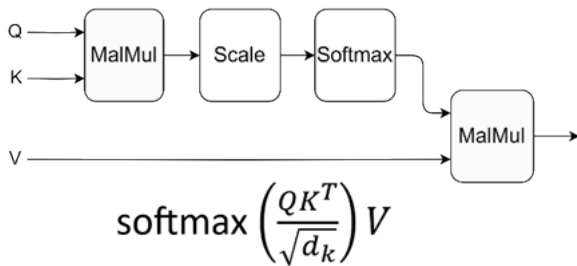 Q
K
MalMul
Scale
Softmax
MalMul
V
softmax(QK^T/√d_k)V